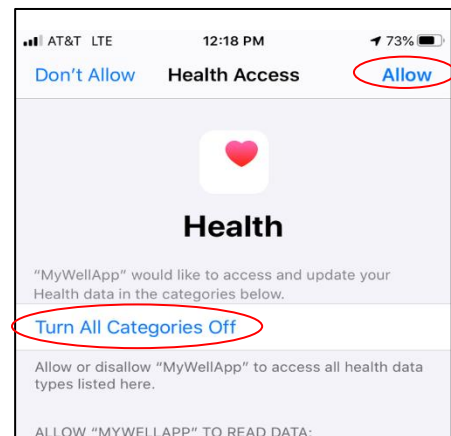 AT&T LTE 12:18 PM 73%
Don't Allow Health Access Allow
Health
"MyWellApp" would like to access and update your
Health data in the categories below.
Turn All Categories Off
Allow or disallow "MyWellApp" to access all health data
types listed here.
ALLOW "MYWELLAPP" TO READ DATA: